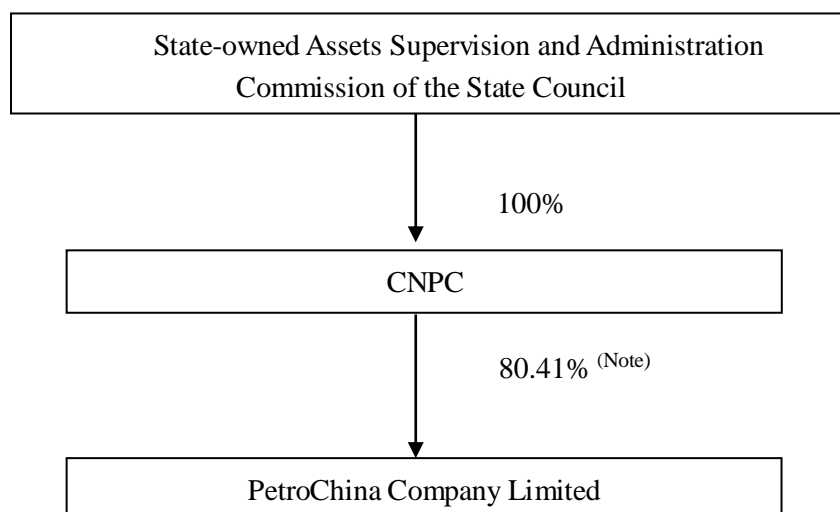 State-owned Assets Supervision and Administration
Commission of the State Council
100%
CNPC
80.41% (Note)
PetroChina Company Limited